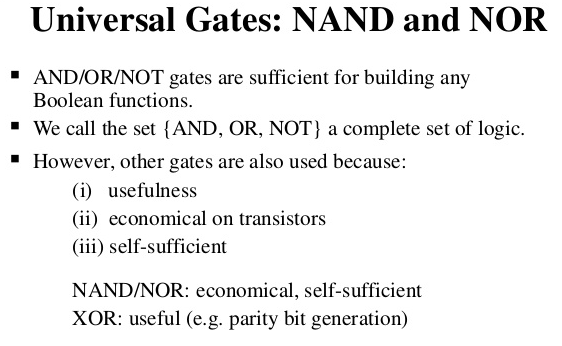 Universal Gates: NAND and NOR
▪ AND/OR/NOT gates are sufficient for building any
Boolean functions.
▪ We call the set {AND, OR, NOT} a complete set of logic.
▪ However, other gates are also used because:
(i) usefulness
(ii) economical on transistors
(iii) self-sufficient
NAND/NOR: economical, self-sufficient
XOR: useful (e.g. parity bit generation)